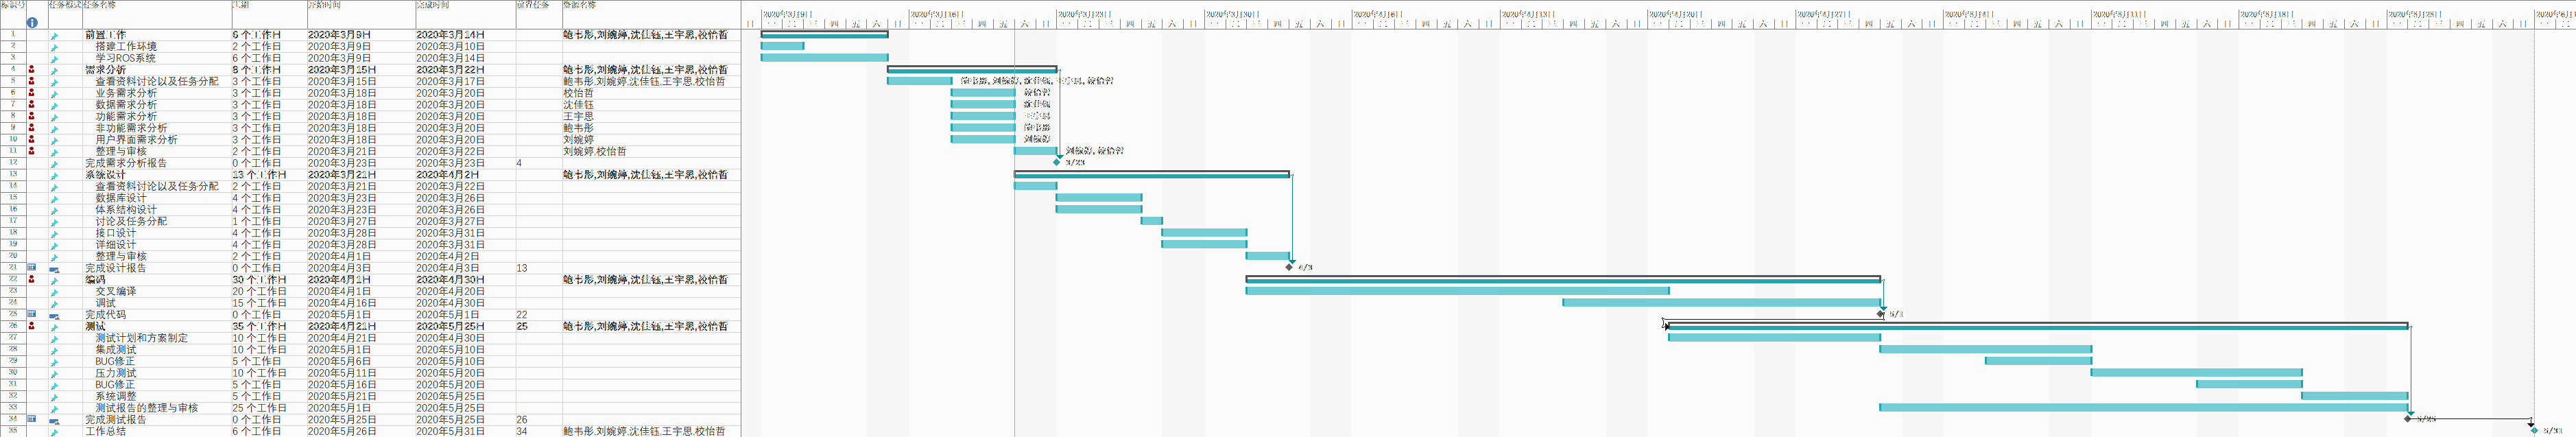 标识号 任务模式 任务名称 工期 开始时间 完成时间 前置任务 资源名称
2020年3月9日 2020年3月16日 2020年3月23日 2020年3月30日 2020年4月6日 2020年4月13日 2020年4月20日 2020年4月27日 2020年5月4日 2020年5月11日 2020年5月18日 2020年5月25日
1 前置工作 6 个工作日 2020年3月9日 2020年3月14日 鲍韦彤,刘婉婷,沈佳钰,王宇思,校怡哲
2 搭建工作环境 2 个工作日 2020年3月9日 2020年3月10日
3 学习ROS系统 6 个工作日 2020年3月9日 2020年3月14日
4 需求分析 8 个工作日 2020年3月15日 2020年3月22日 鲍韦彤,刘婉婷,沈佳钰,王宇思,校怡哲
5 查看资料讨论以及任务分配 3 个工作日 2020年3月15日 2020年3月17日 鲍韦彤,刘婉婷,沈佳钰,王宇思,校怡哲 鲍韦彤,刘婉婷,沈佳钰,王宇思,校怡哲
6 业务需求分析 3 个工作日 2020年3月18日 2020年3月20日 校怡哲 校怡哲
7 数据需求分析 3 个工作日 2020年3月18日 2020年3月20日 沈佳钰 沈佳钰
8 功能需求分析 3 个工作日 2020年3月18日 2020年3月20日 王宇思 王宇思
9 非功能需求分析 3 个工作日 2020年3月18日 2020年3月20日 鲍韦彤 鲍韦彤
10 用户界面需求分析 3 个工作日 2020年3月18日 2020年3月20日 刘婉婷 刘婉婷
11 整理与审核 2 个工作日 2020年3月21日 2020年3月22日 刘婉婷,校怡哲 刘婉婷,校怡哲
12 完成需求分析报告 0 个工作日 2020年3月23日 2020年3月23日 4 3/23
13 系统设计 13 个工作日 2020年3月21日 2020年4月2日 鲍韦彤,刘婉婷,沈佳钰,王宇思,校怡哲
14 查看资料讨论以及任务分配 2 个工作日 2020年3月21日 2020年3月22日
15 数据库设计 4 个工作日 2020年3月23日 2020年3月26日
16 体系结构设计 4 个工作日 2020年3月23日 2020年3月26日
17 讨论及任务分配 1 个工作日 2020年3月27日 2020年3月27日
18 接口设计 4 个工作日 2020年3月28日 2020年3月31日
19 详细设计 4 个工作日 2020年3月28日 2020年3月31日
20 整理与审核 2 个工作日 2020年4月1日 2020年4月2日
21 完成设计报告 0 个工作日 2020年4月3日 2020年4月3日 13 4/3
22 编码 30 个工作日 2020年4月1日 2020年4月30日 鲍韦彤,刘婉婷,沈佳钰,王宇思,校怡哲
23 交叉编译 20 个工作日 2020年4月1日 2020年4月20日
24 调试 15 个工作日 2020年4月16日 2020年4月30日
25 完成代码 0 个工作日 2020年5月1日 2020年5月1日 22 5/1
26 测试 35 个工作日 2020年4月21日 2020年5月25日 25 鲍韦彤,刘婉婷,沈佳钰,王宇思,校怡哲
27 测试计划和方案制定 10 个工作日 2020年4月21日 2020年4月30日
28 集成测试 10 个工作日 2020年5月1日 2020年5月10日
29 BUG修正 5 个工作日 2020年5月6日 2020年5月10日
30 压力测试 10 个工作日 2020年5月11日 2020年5月20日
31 BUG修正 5 个工作日 2020年5月16日 2020年5月20日
32 系统调整 5 个工作日 2020年5月21日 2020年5月25日
33 测试报告的整理与审核 25 个工作日 2020年5月1日 2020年5月25日
34 完成测试报告 0 个工作日 2020年5月25日 2020年5月25日 26 5/25
35 工作总结 6 个工作日 2020年5月26日 2020年5月31日 34 鲍韦彤,刘婉婷,沈佳钰,王宇思,校怡哲 5/31